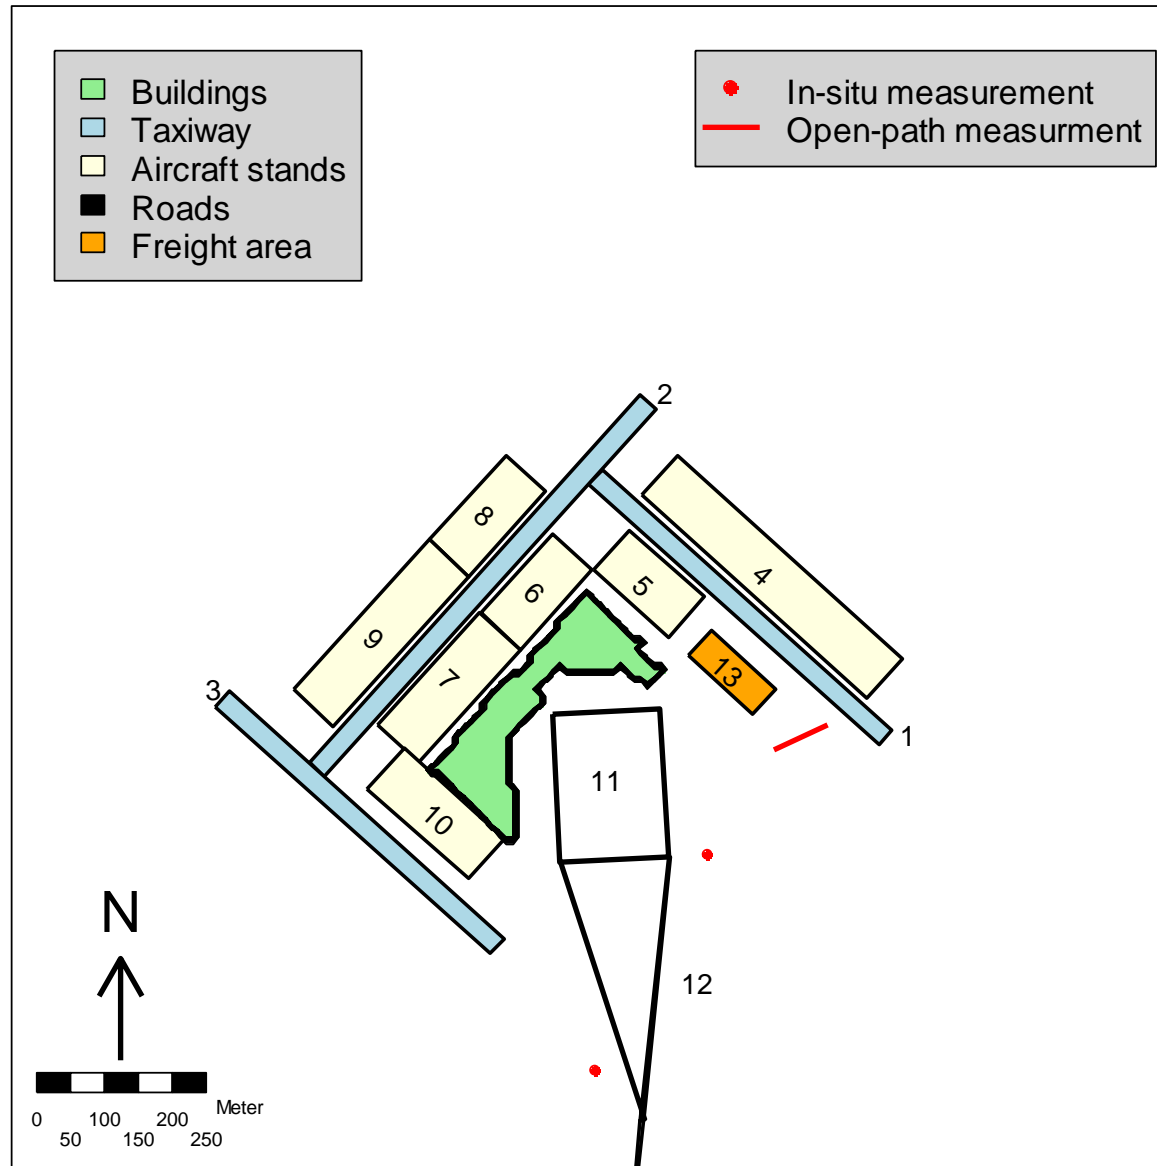 Buildings
Taxiway
Aircraft stands
Roads
Freight area
In-situ measurement
Open-path measurment
2
8
4
6
5
9
13
7
3
1
11
10
N
12
Meter
0 100 200
50 150 250